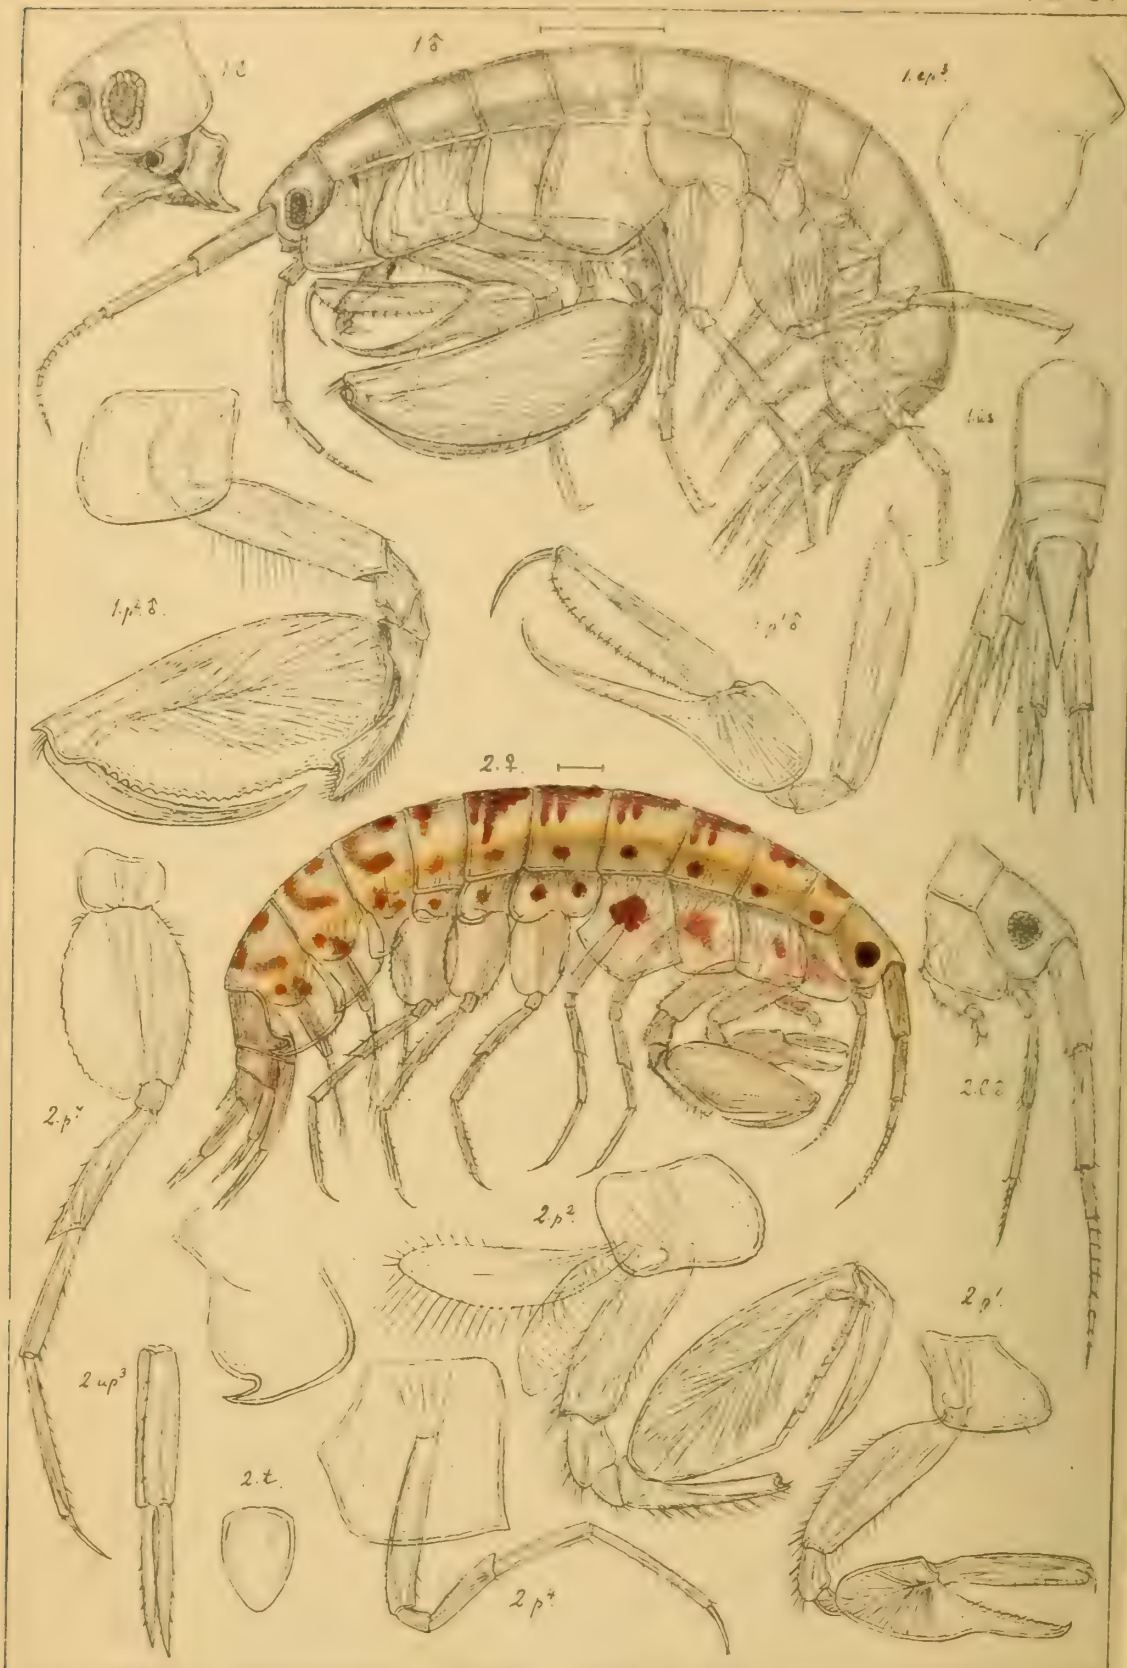 1 ♂
1.ep³
1.p².♂.
1.p¹ ♂
1.us
2.♀.
2.p⁷
2.c ♂
2.p².
2 p¹.
2 up³
2.t.
2 p⁴